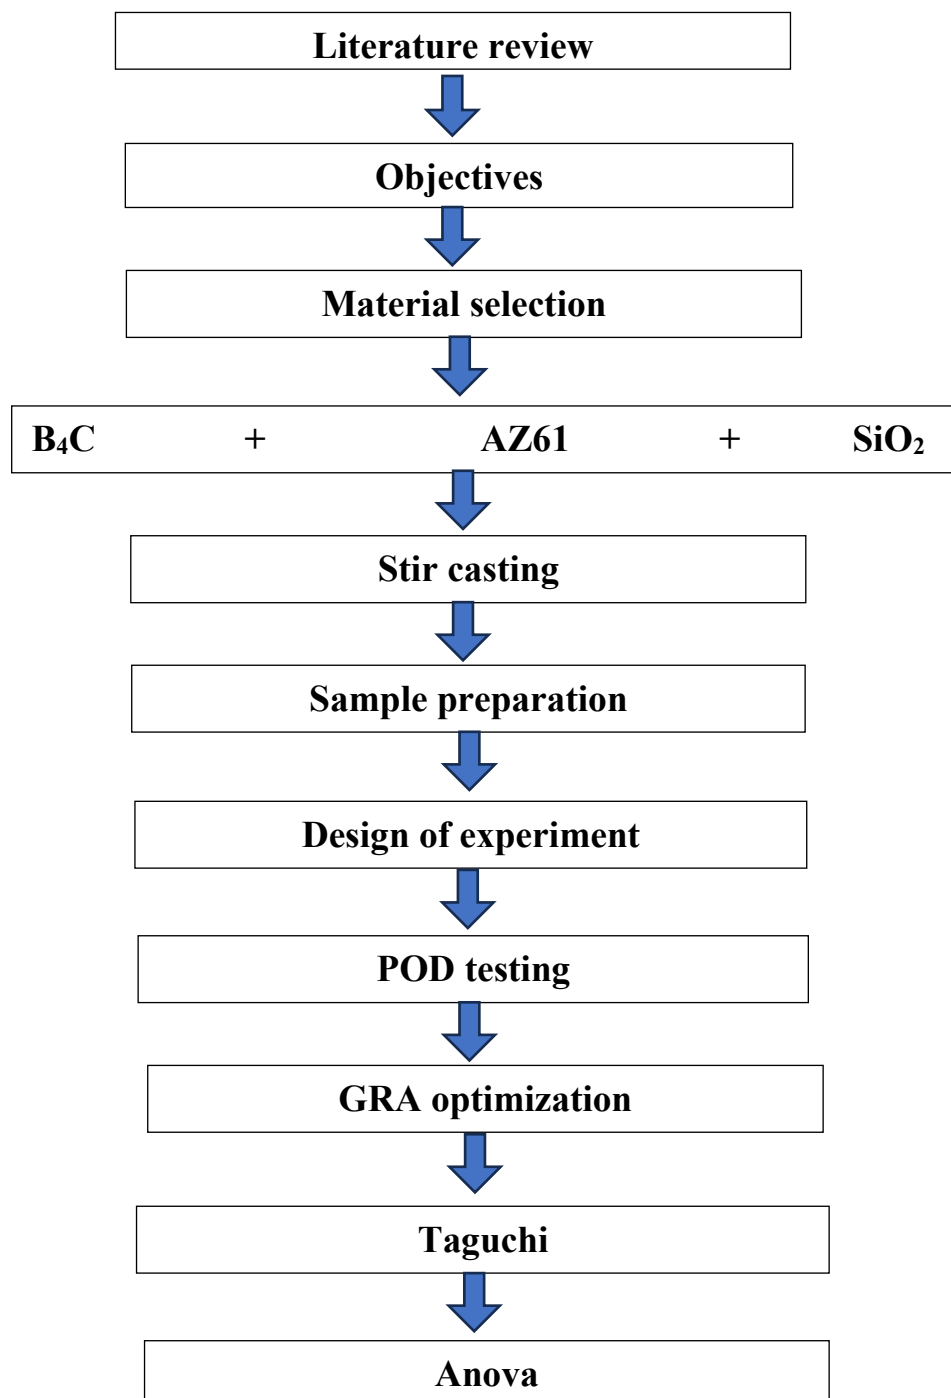 Literature review
Objectives
Material selection
B₄C + AZ61 + SiO₂
Stir casting
Sample preparation
Design of experiment
POD testing
GRA optimization
Taguchi
Anova